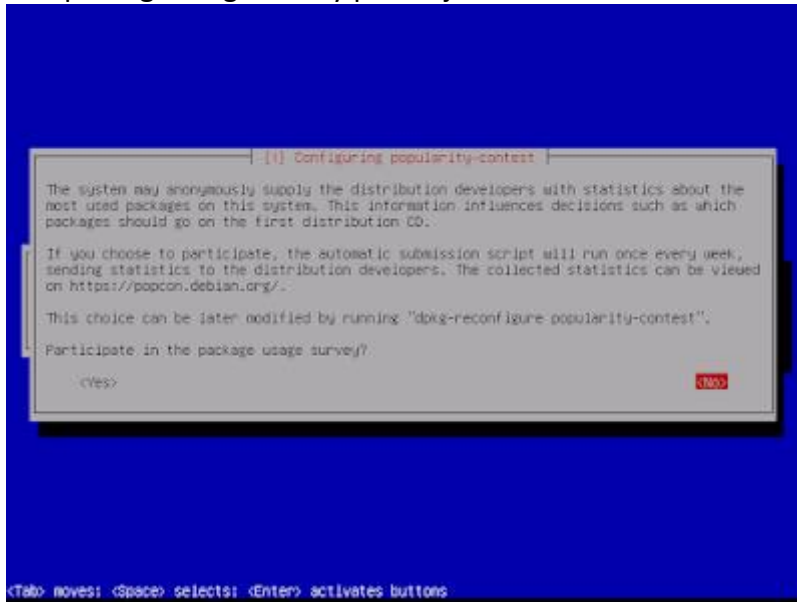 [!] Configuring popularity-contest
The system may anonymously supply the distribution developers with statistics about the
most used packages on this system. This information influences decisions such as which
packages should go on the first distribution CD.
If you choose to participate, the automatic submission script will run once every week,
sending statistics to the distribution developers. The collected statistics can be viewed
on https://popcon.debian.org/.
This choice can be later modified by running "dpkg-reconfigure popularity-contest".
Participate in the package usage survey?
<Yes> <No>
<Tab> moves; <Space> selects; <Enter> activates buttons